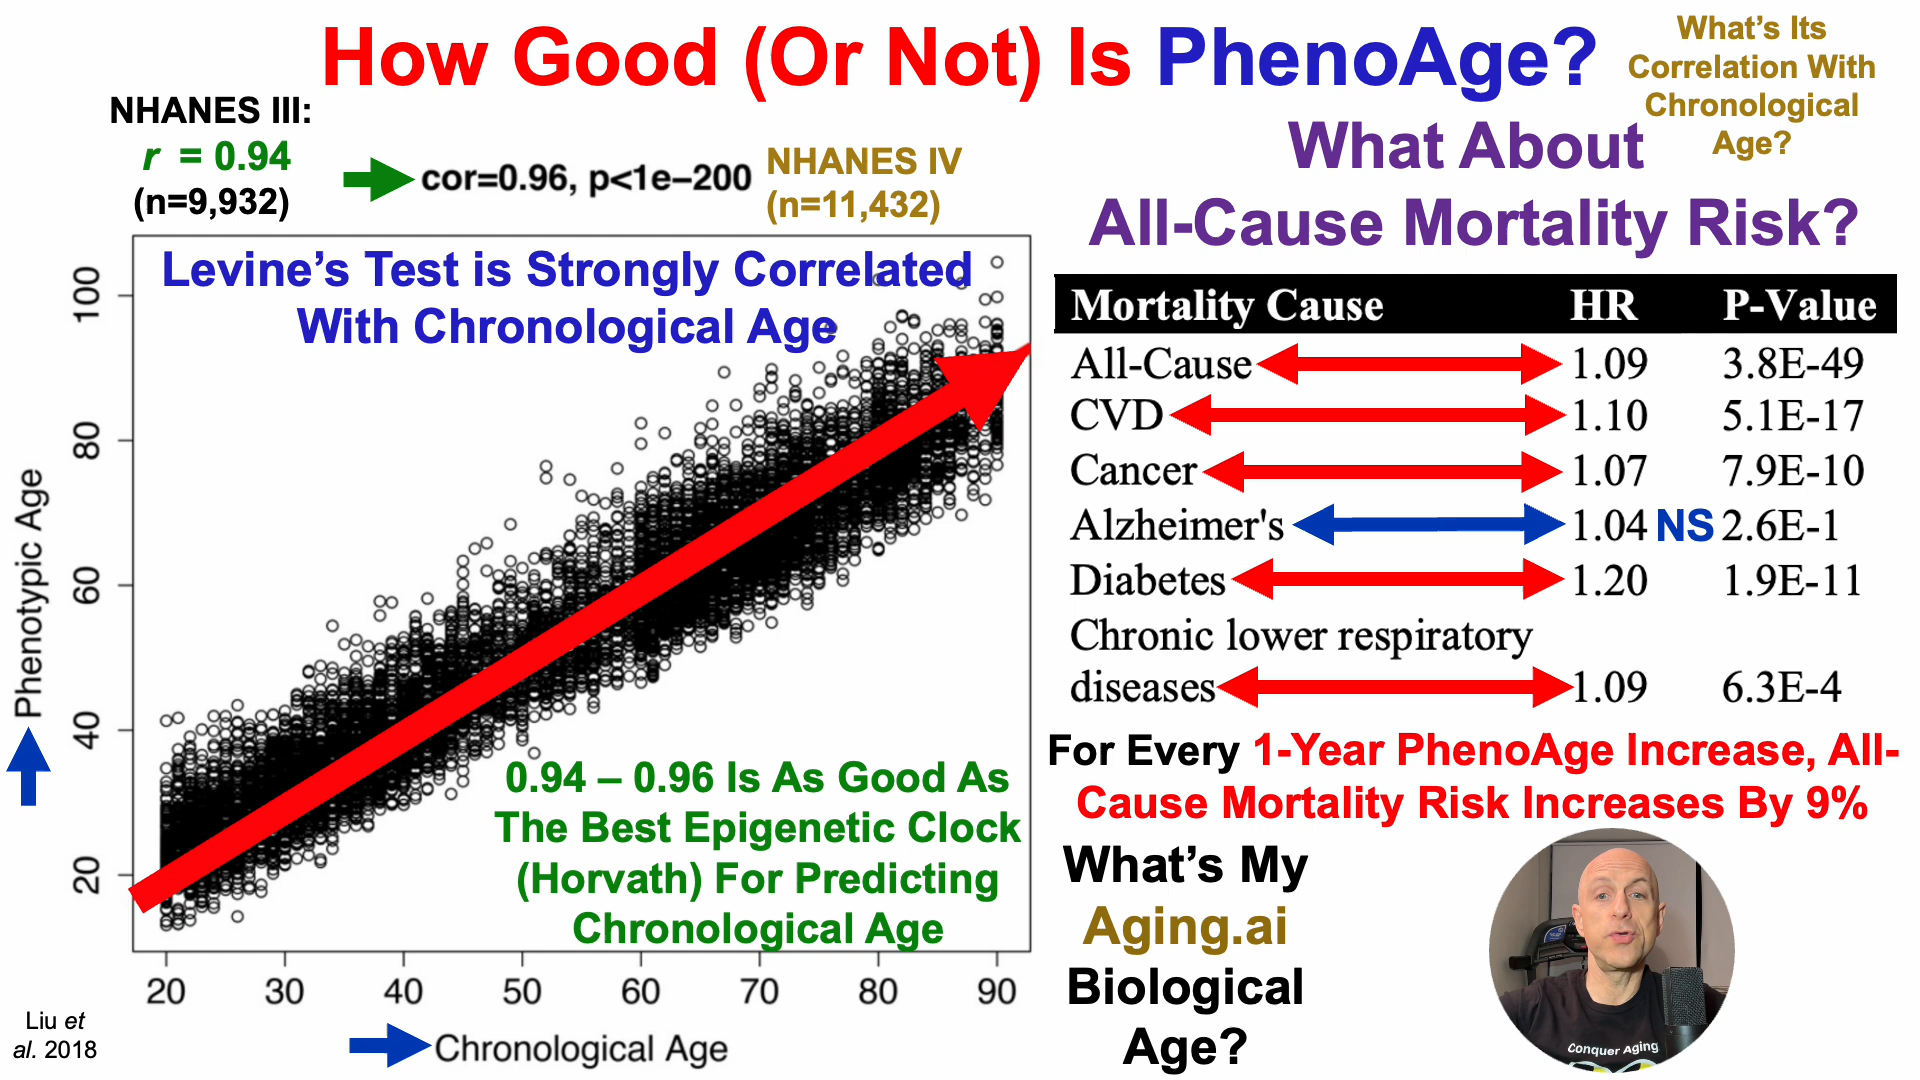 How Good (Or Not) Is PhenoAge?
What's Its
Correlation With
Chronological
Age?
NHANES III:
r = 0.94
(n=9,932)
cor=0.96, p<1e−200
NHANES IV
(n=11,432)
What About
All-Cause Mortality Risk?
Levine's Test is Strongly Correlated
With Chronological Age
Phenotypic Age
100
80
60
40
20
0.94 – 0.96 Is As Good As
The Best Epigenetic Clock
(Horvath) For Predicting
Chronological Age
20 30 40 50 60 70 80 90
Chronological Age
Liu et
al. 2018
Mortality Cause HR P-Value
All-Cause 1.09 3.8E-49
CVD 1.10 5.1E-17
Cancer 1.07 7.9E-10
Alzheimer's 1.04 NS 2.6E-1
Diabetes 1.20 1.9E-11
Chronic lower respiratory
diseases 1.09 6.3E-4
For Every 1-Year PhenoAge Increase, All-
Cause Mortality Risk Increases By 9%
What's My
Aging.ai
Biological
Age?
Conquer Aging